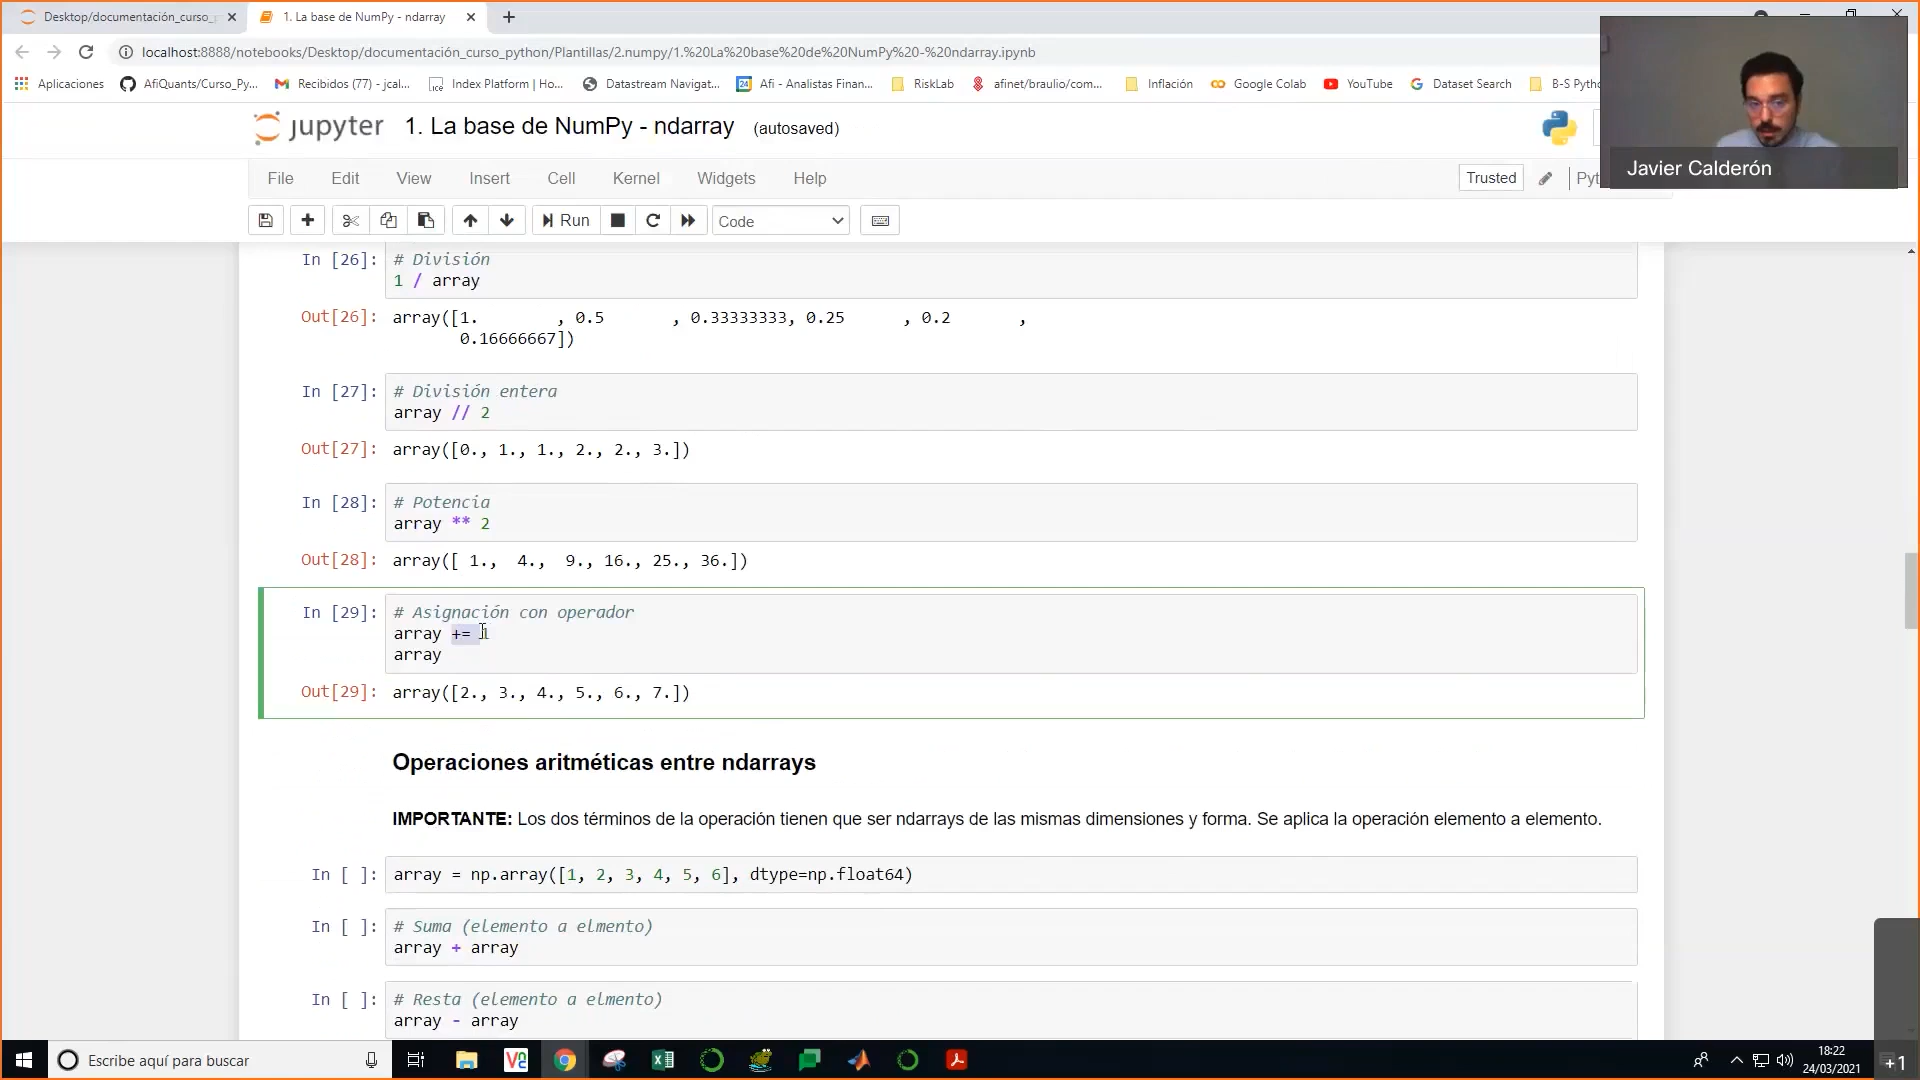 Desktop/documentación_curso_p
1. La base de NumPy - ndarray
localhost:8888/notebooks/Desktop/documentación_curso_python/Plantillas/2.numpy/1.%20La%20base%20de%20NumPy%20-%20ndarray.ipynb
Aplicaciones
AfiQuants/Curso_Py...
Recibidos (77) - jcal...
Index Platform | Ho...
Datastream Navigat...
Afi - Analistas Finan...
RiskLab
afinet/braulio/com...
Inflación
Google Colab
YouTube
Dataset Search
B-S Pytho
jupyter 1. La base de NumPy - ndarray (autosaved)
Javier Calderón
File Edit View Insert Cell Kernel Widgets Help
Trusted
Pyt
Run
Code
In [26]: # División
1 / array
Out[26]: array([1. , 0.5 , 0.33333333, 0.25 , 0.2 ,
0.16666667])
In [27]: # División entera
array // 2
Out[27]: array([0., 1., 1., 2., 2., 3.])
In [28]: # Potencia
array ** 2
Out[28]: array([ 1., 4., 9., 16., 25., 36.])
In [29]: # Asignación con operador
array += 1
array
Out[29]: array([2., 3., 4., 5., 6., 7.])
Operaciones aritméticas entre ndarrays
IMPORTANTE: Los dos términos de la operación tienen que ser ndarrays de las mismas dimensiones y forma. Se aplica la operación elemento a elemento.
In [ ]: array = np.array([1, 2, 3, 4, 5, 6], dtype=np.float64)
In [ ]: # Suma (elemento a elmento)
array + array
In [ ]: # Resta (elemento a elmento)
array - array
Escribe aquí para buscar
18:22
24/03/2021
+1